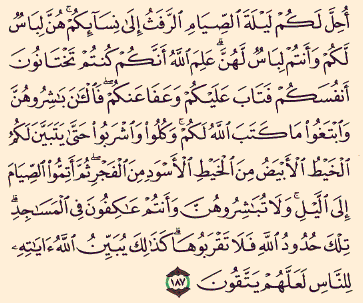 أُحِلَّ لَكُمْ لَيْلَةَ ٱلصِّيَامِ ٱلرَّفَثُ إِلَىٰ نِسَآئِكُمْ ۚ هُنَّ لِبَاسٌ
لَّكُمْ وَأَنتُمْ لِبَاسٌ لَّهُنَّ ۗ عَلِمَ ٱللَّهُ أَنَّكُمْ كُنتُمْ تَخْتَانُونَ
أَنفُسَكُمْ فَتَابَ عَلَيْكُمْ وَعَفَا عَنكُمْ ۖ فَٱلْـَٰٔنَ بَـٰشِرُوهُنَّ
وَٱبْتَغُوا۟ مَا كَتَبَ ٱللَّهُ لَكُمْ ۚ وَكُلُوا۟ وَٱشْرَبُوا۟ حَتَّىٰ يَتَبَيَّنَ لَكُمُ
ٱلْخَيْطُ ٱلْأَبْيَضُ مِنَ ٱلْخَيْطِ ٱلْأَسْوَدِ مِنَ ٱلْفَجْرِ ۖ ثُمَّ أَتِمُّوا۟ ٱلصِّيَامَ
إِلَى ٱلَّيْلِ ۚ وَلَا تُبَـٰشِرُوهُنَّ وَأَنتُمْ عَـٰكِفُونَ فِى ٱلْمَسَـٰجِدِ ۗ
تِلْكَ حُدُودُ ٱللَّهِ فَلَا تَقْرَبُوهَا ۗ كَذَٰلِكَ يُبَيِّنُ ٱللَّهُ ءَايَـٰتِهِۦ
لِلنَّاسِ لَعَلَّهُمْ يَتَّقُونَ ١٨٧